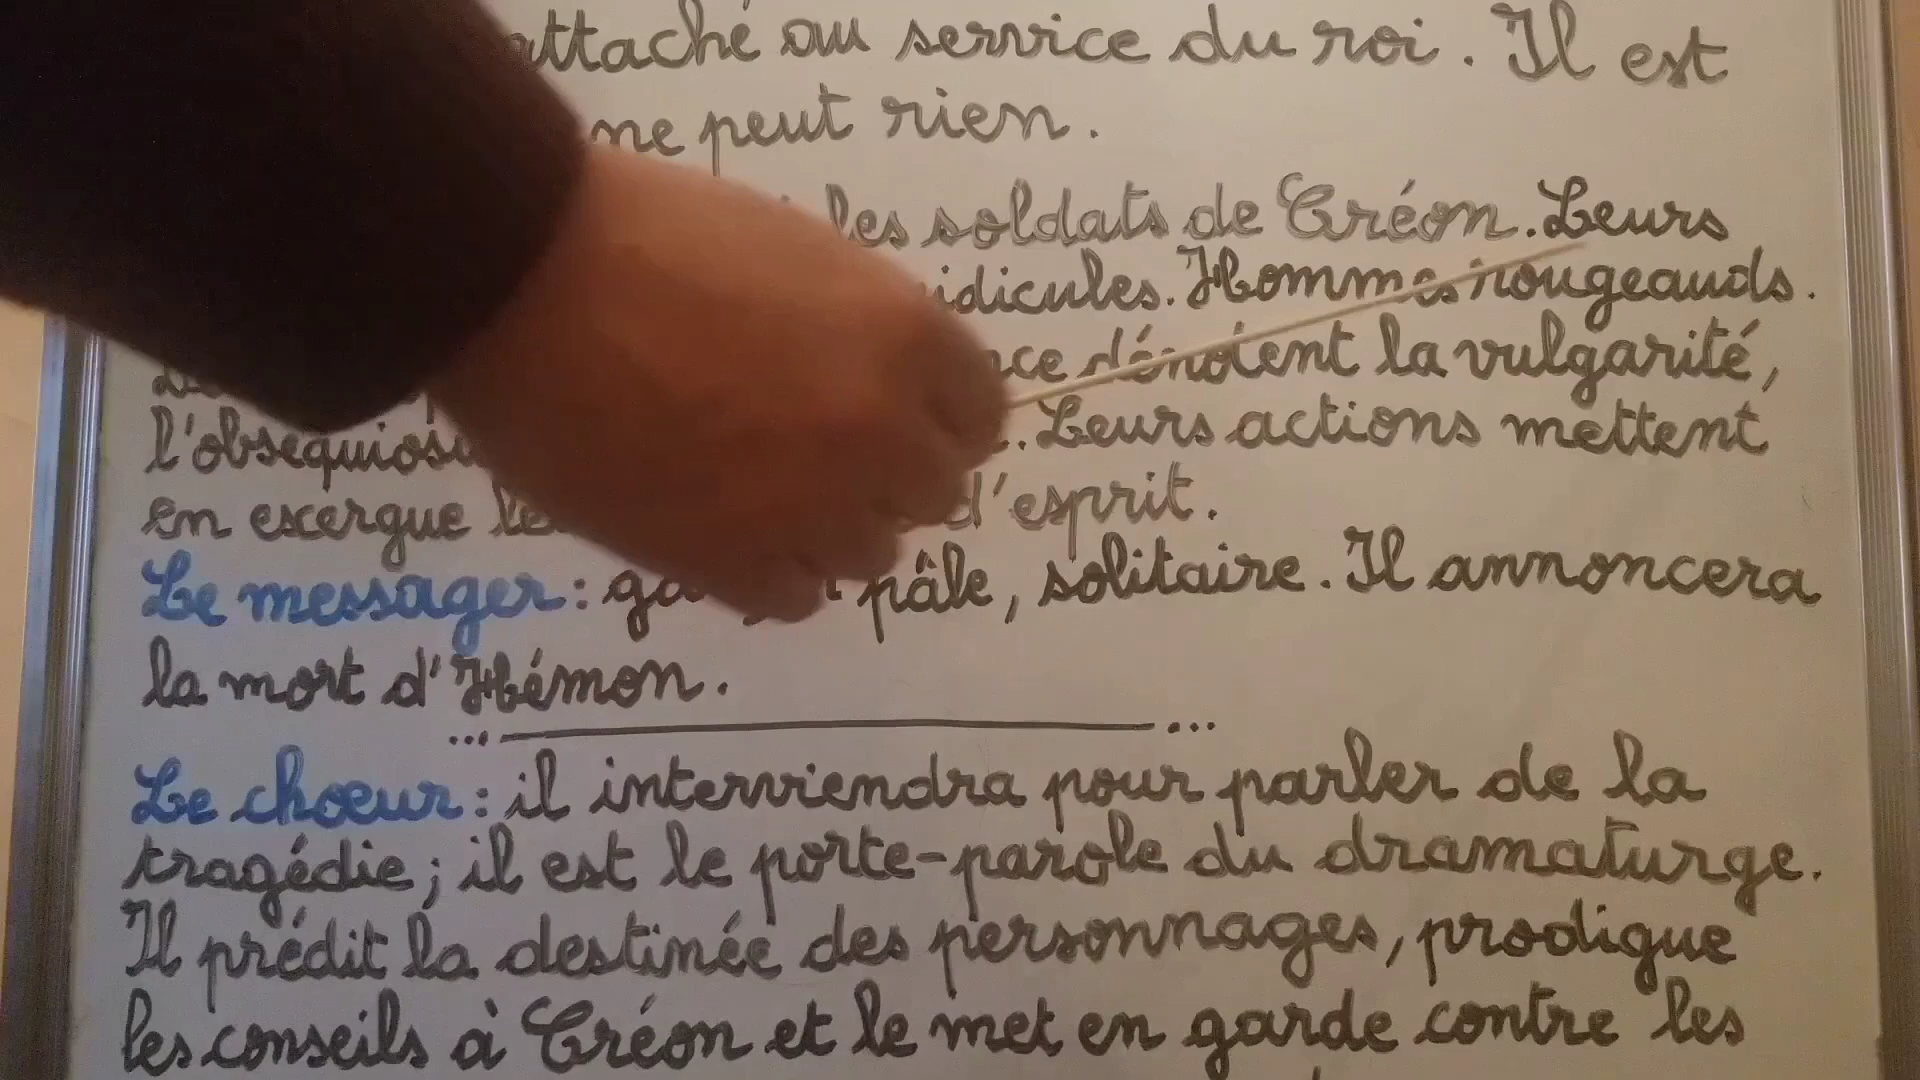 attaché au service du roi. Il est
ne peut rien.
les soldats de Créon. Leurs
Hommes rougeauds.
dénotent la vulgarité,
Leurs actions mettent
en exergue d'esprit.
Le messager: pâle, solitaire. Il annoncera
la mort d'Hémon.
... ...
Le chœur: il interviendra pour parler de la
tragédie; il est le porte-parole du dramaturge.
Il prédit la destinée des personnages, prodigue
les conseils à Créon et le met en garde contre les